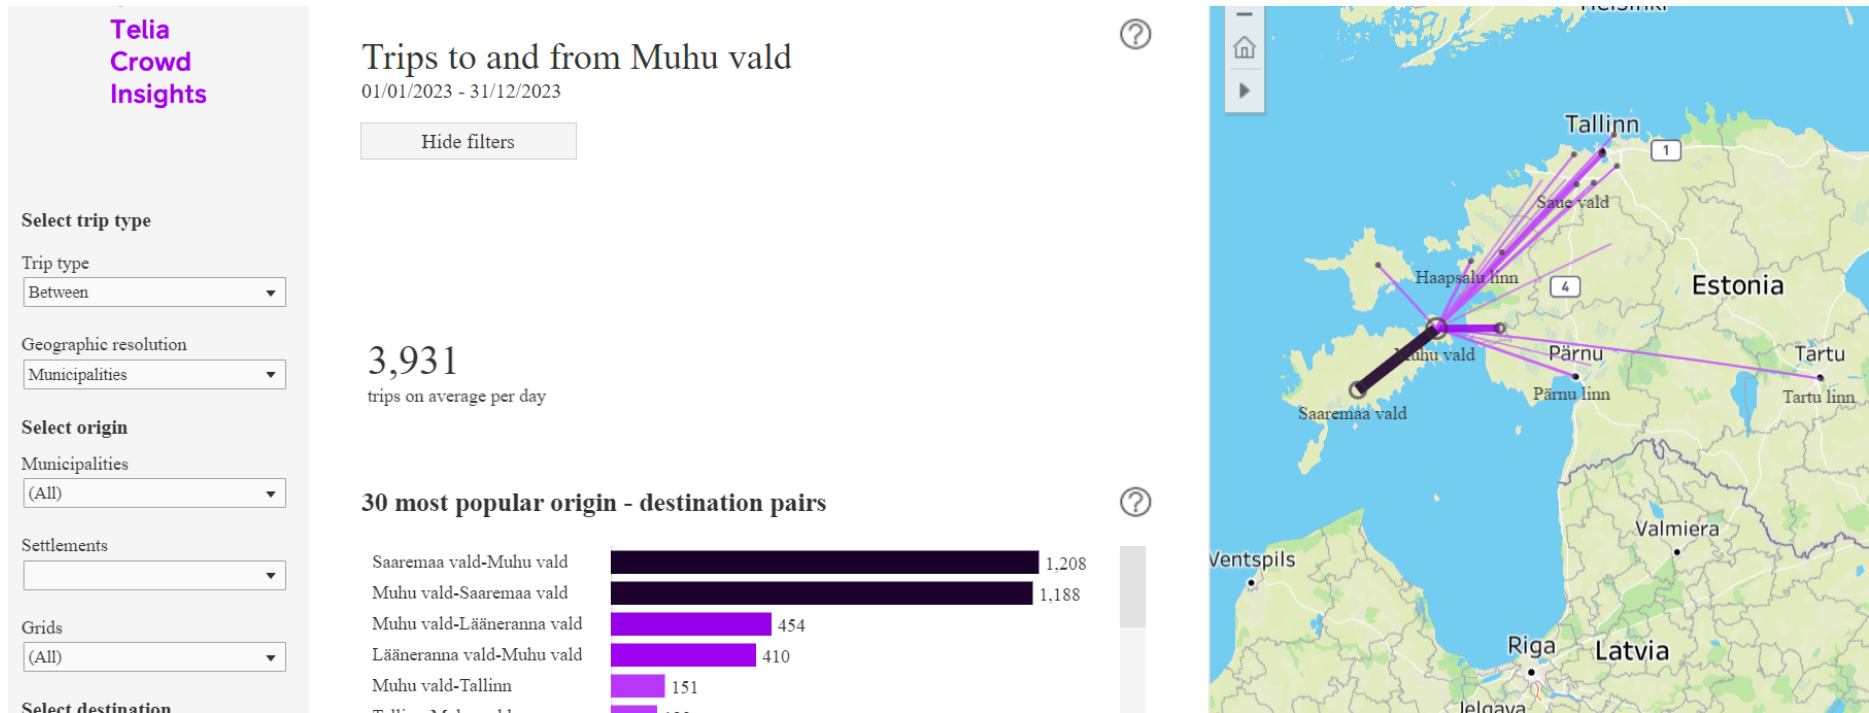 Telia
Crowd
Insights
Select trip type
Trip type
Between
Geographic resolution
Municipalities
Select origin
Municipalities
(All)
Settlements
Grids
(All)
Select destination
Trips to and from Muhu vald
01/01/2023 - 31/12/2023
Hide filters
3,931
trips on average per day
30 most popular origin - destination pairs
Saaremaa vald-Muhu vald 1,208
Muhu vald-Saaremaa vald 1,188
Muhu vald-Lääneranna vald 454
Lääneranna vald-Muhu vald 410
Muhu vald-Tallinn 151
Helsinki
Tallinn
1
Saue vald
Haapsalu linn
4
Estonia
Muhu vald
Pärnu
Tartu
Pärnu linn
Tartu linn
Saaremaa vald
Valmiera
Ventspils
Riga
Latvia
Jelgava